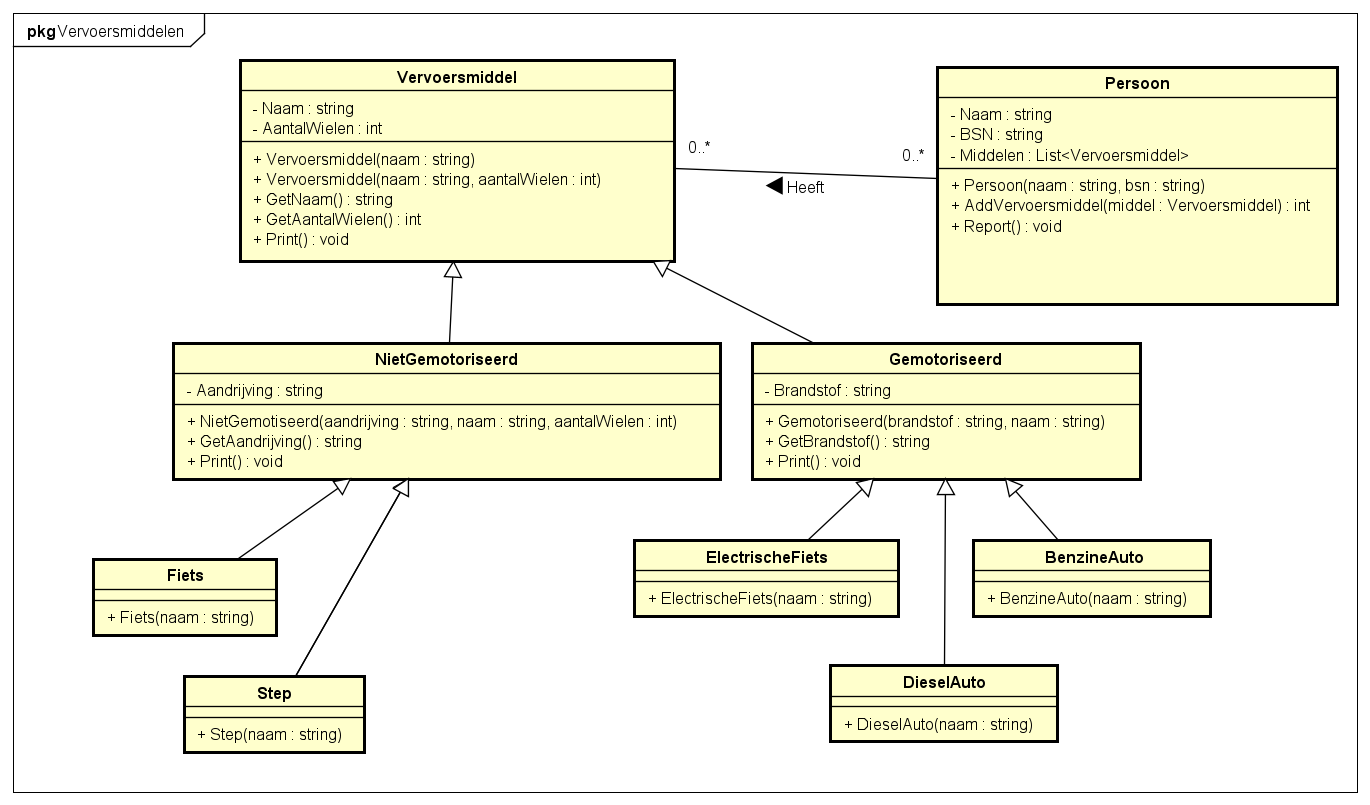 pkg Vervoersmiddelen
Vervoersmiddel
- Naam : string
- AantalWielen : int
+ Vervoersmiddel(naam : string)
+ Vervoersmiddel(naam : string, aantalWielen : int)
+ GetNaam() : string
+ GetAantalWielen() : int
+ Print() : void
0..*
0..*
Heeft
Persoon
- Naam : string
- BSN : string
- Middelen : List<Vervoersmiddel>
+ Persoon(naam : string, bsn : string)
+ AddVervoersmiddel(middel : Vervoersmiddel) : int
+ Report() : void
NietGemotoriseerd
- Aandrijving : string
+ NietGemotiseerd(aandrijving : string, naam : string, aantalWielen : int)
+ GetAandrijving() : string
+ Print() : void
Gemotoriseerd
- Brandstof : string
+ Gemotoriseerd(brandstof : string, naam : string)
+ GetBrandstof() : string
+ Print() : void
Fiets
+ Fiets(naam : string)
Step
+ Step(naam : string)
ElectrischeFiets
+ ElectrischeFiets(naam : string)
BenzineAuto
+ BenzineAuto(naam : string)
DieselAuto
+ DieselAuto(naam : string)